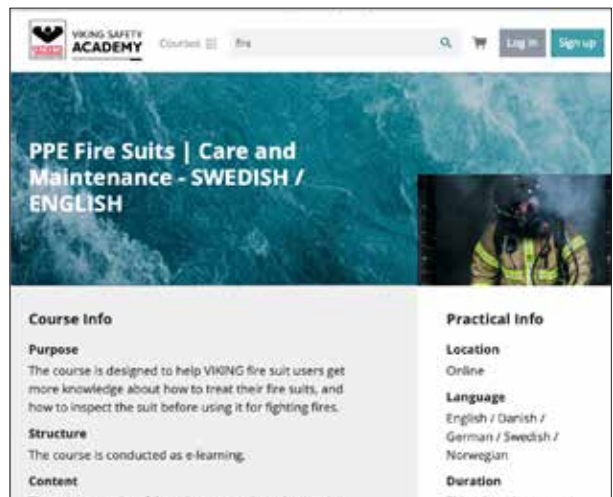 VIKING SAFETY
ACADEMY
Courses
fire
Log in
Sign up
PPE Fire Suits | Care and
Maintenance - SWEDISH /
ENGLISH
Course Info
Purpose
The course is designed to help VIKING fire suit users get
more knowledge about how to treat their fire suits, and
how to inspect the suit before using it for fighting fires.
Structure
The course is conducted as e-learning.
Content
Practical Info
Location
Online
Language
English / Danish /
German / Swedish /
Norwegian
Duration